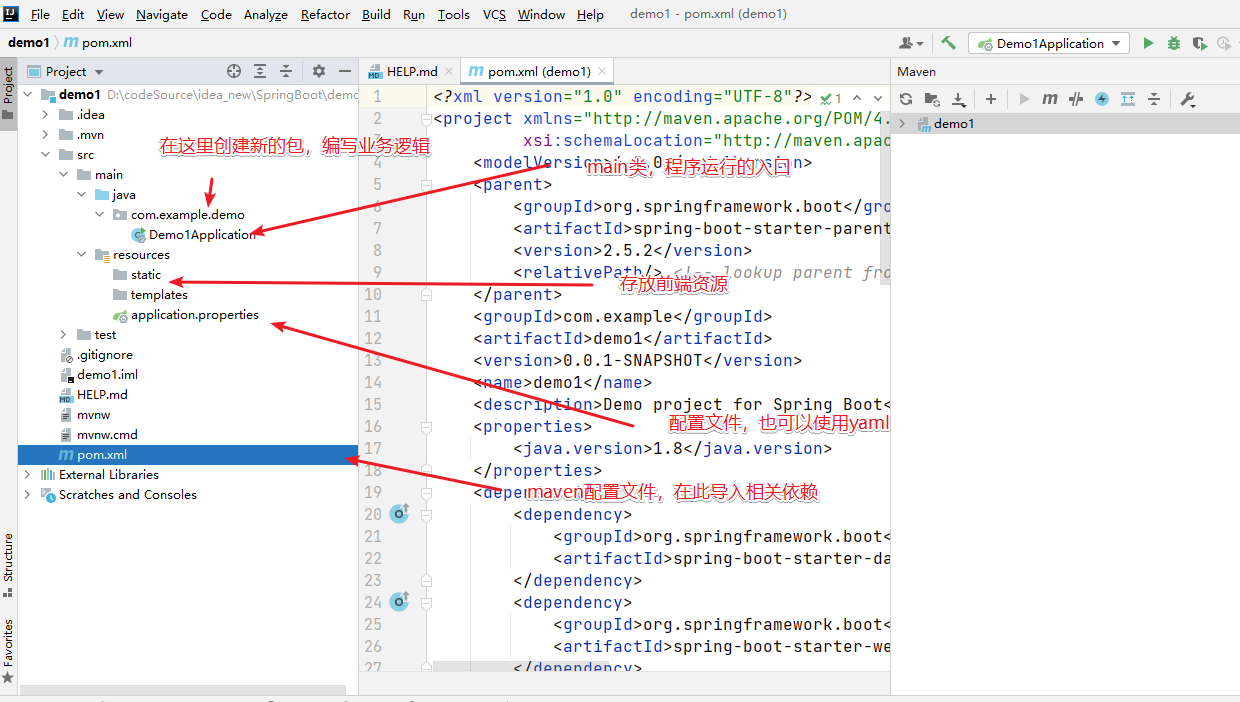 File Edit View Navigate Code Analyze Refactor Build Run Tools VCS Window Help demo1 - pom.xml (demo1)
demo1 pom.xml
Demo1Application
Project
HELP.md
pom.xml (demo1)
Maven
Project
demo1 D:\codeSource\idea_new\SpringBoot\demo
.idea
.mvn
src
main
java
com.example.demo
Demo1Application
resources
static
templates
application.properties
test
.gitignore
demo1.iml
HELP.md
mvnw
mvnw.cmd
pom.xml
External Libraries
Scratches and Consoles
Structure
Favorites
在这里创建新的包，编写业务逻辑
main类，程序运行的入口
存放前端资源
配置文件，也可以使用yaml
maven配置文件，在此导入相关依赖
1 <?xml version="1.0" encoding="UTF-8"?> 1
2 <project xmlns="http://maven.apache.org/POM/4.
xsi:schemaLocation="http://maven.apac
4 <modelVersion>
5 <parent>
6 <groupId>org.springframework.boot</gro
7 <artifactId>spring-boot-starter-parent
8 <version>2.5.2</version>
9 <relativePath/> <!-- lookup parent fro
10 </parent>
11 <groupId>com.example</groupId>
12 <artifactId>demo1</artifactId>
13 <version>0.0.1-SNAPSHOT</version>
14 <name>demo1</name>
15 <description>Demo project for Spring Boot<
16 <properties>
17 <java.version>1.8</java.version>
18 </properties>
19
20 <dependency>
21 <groupId>org.springframework.boot<
22 <artifactId>spring-boot-starter-da
23 </dependency>
24 <dependency>
25 <groupId>org.springframework.boot<
26 <artifactId>spring-boot-starter-we
27 </dependency>
demo1